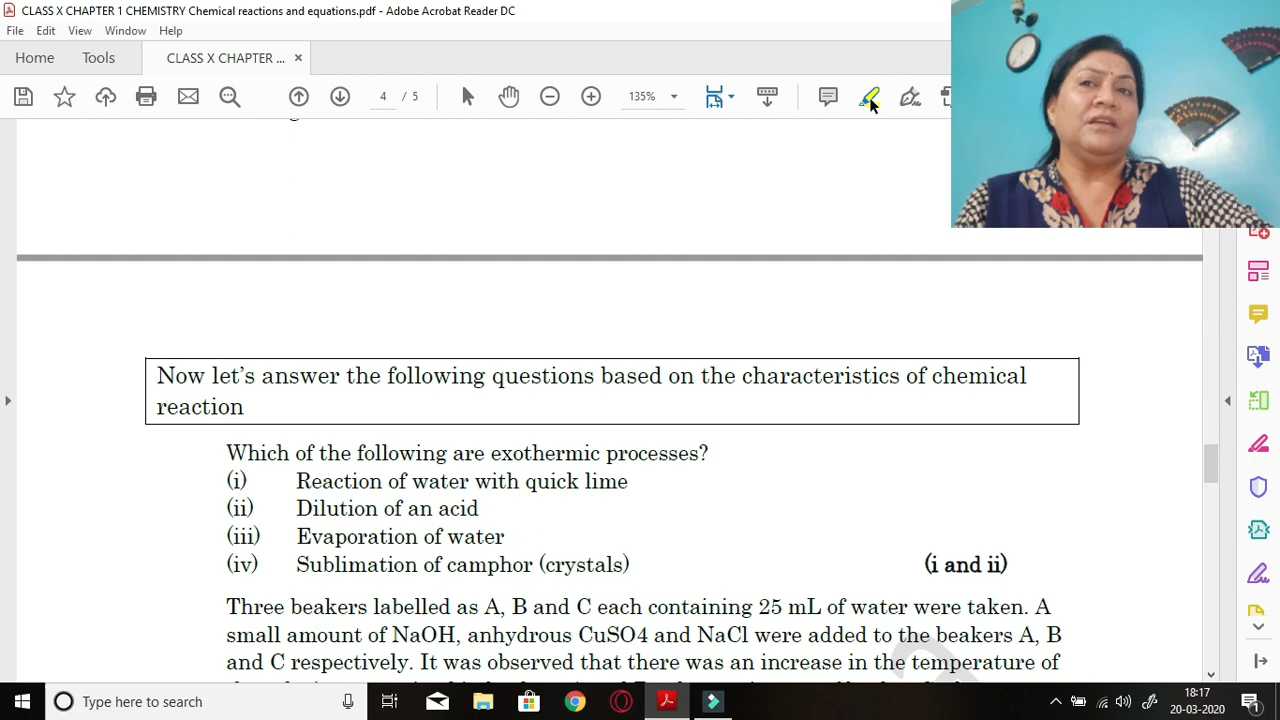 CLASS X CHAPTER 1 CHEMISTRY Chemical reactions and equations.pdf - Adobe Acrobat Reader DC
File Edit View Window Help
Home Tools CLASS X CHAPTER ... ×
4 / 5 135%
Now let's answer the following questions based on the characteristics of chemical
reaction
Which of the following are exothermic processes?
(i) Reaction of water with quick lime
(ii) Dilution of an acid
(iii) Evaporation of water
(iv) Sublimation of camphor (crystals) (i and ii)
Three beakers labelled as A, B and C each containing 25 mL of water were taken. A
small amount of NaOH, anhydrous CuSO4 and NaCl were added to the beakers A, B
and C respectively. It was observed that there was an increase in the temperature of
Type here to search
18:17
20-03-2020